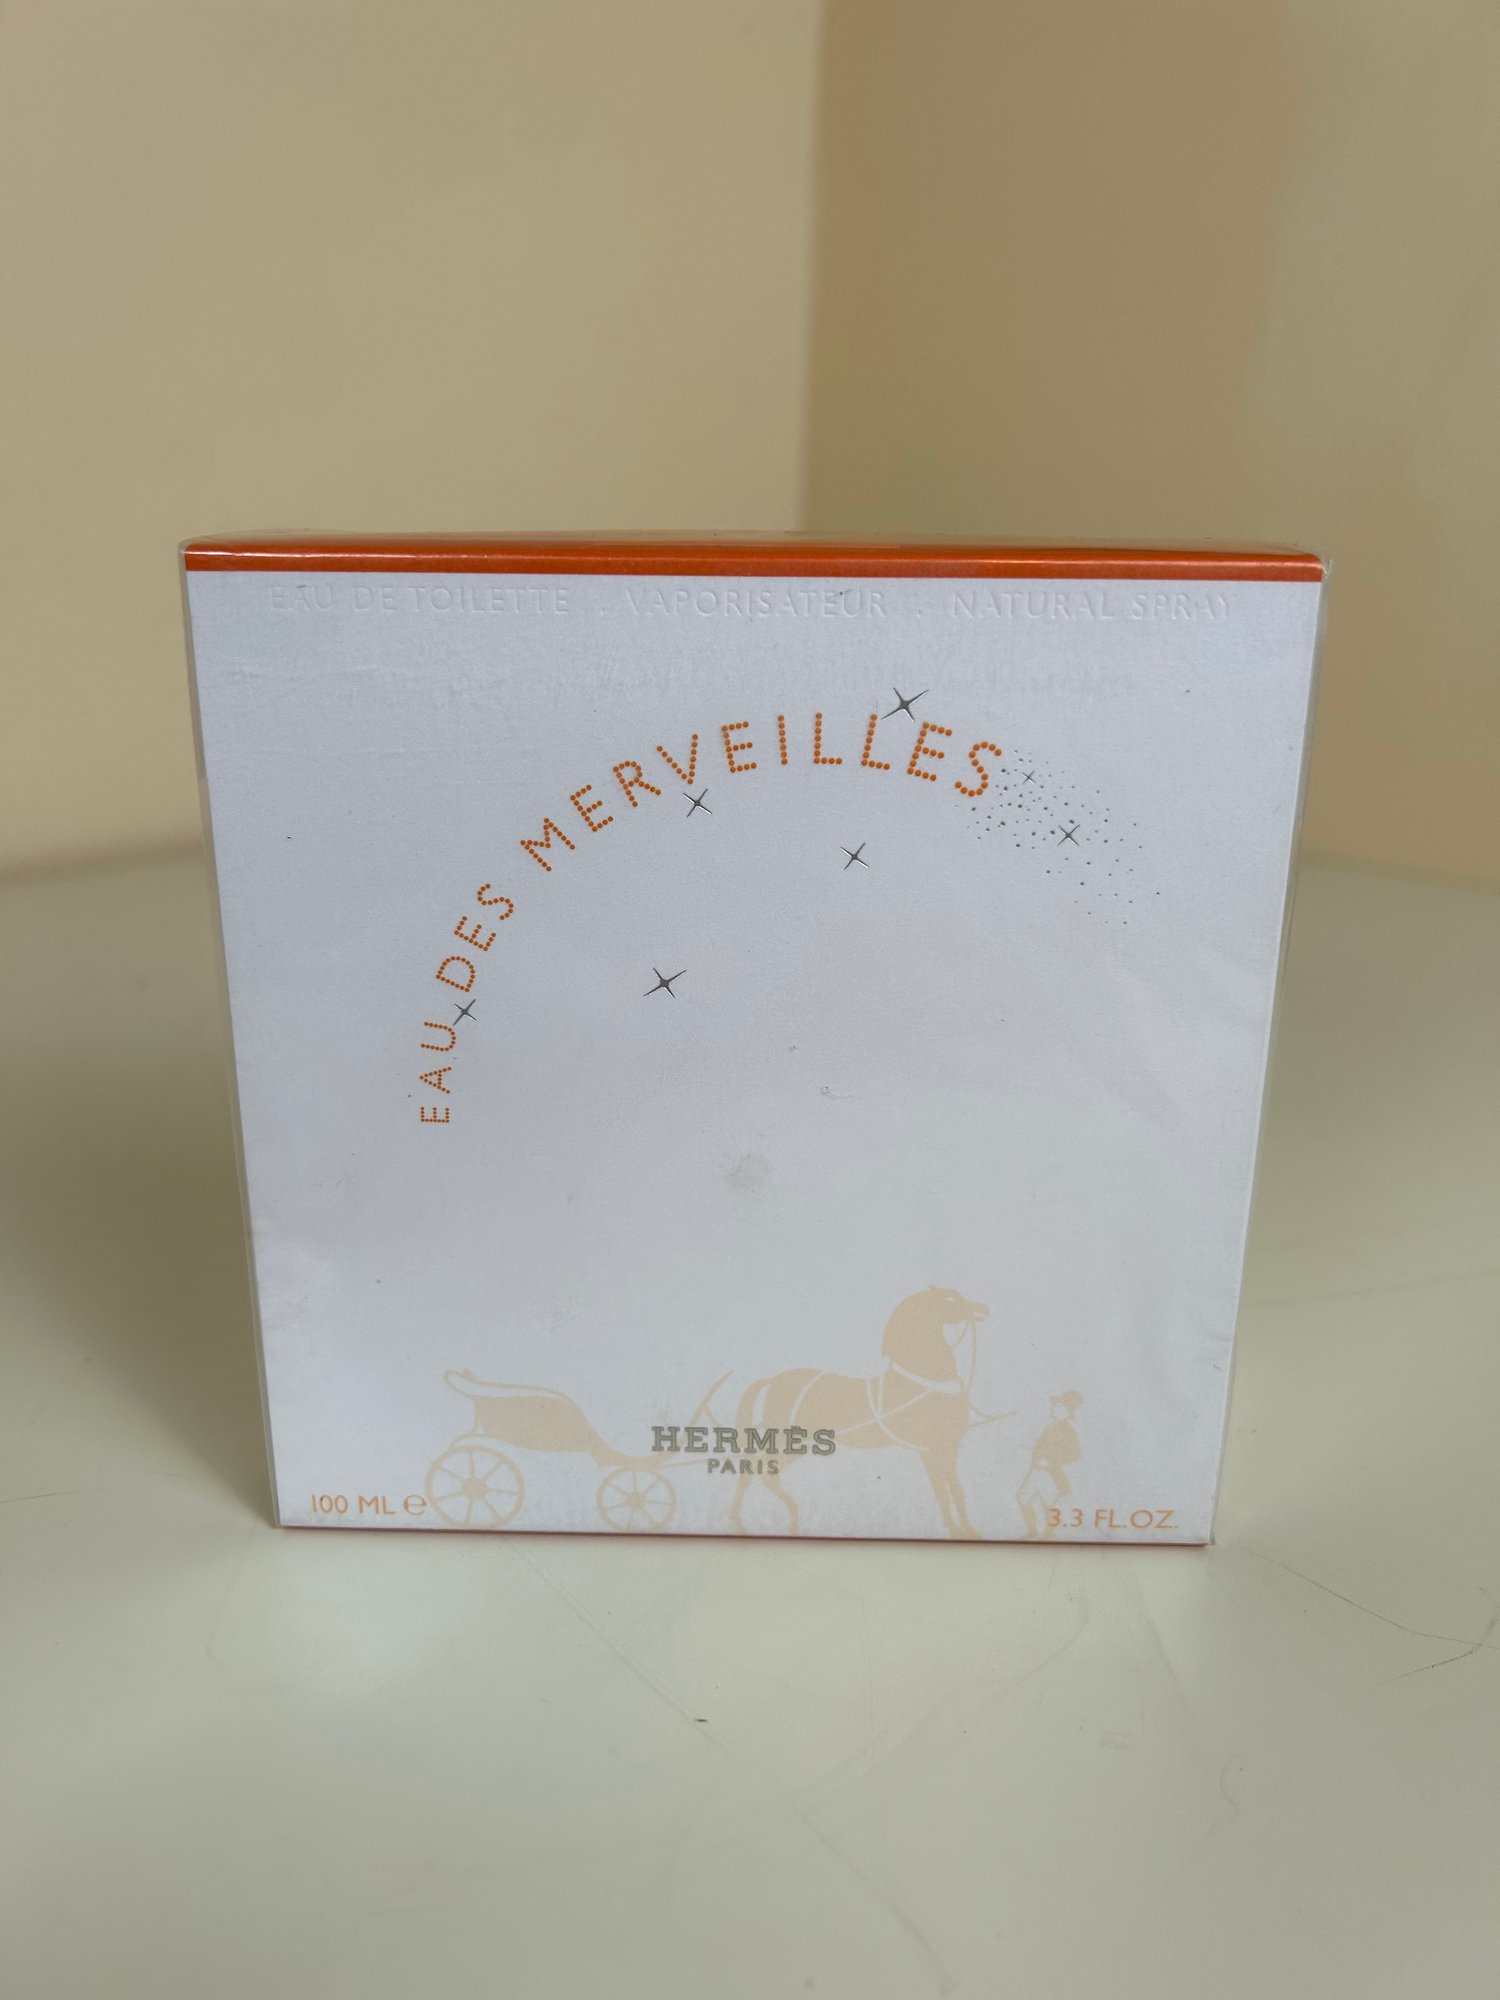 EAU DE TOILETTE . VAPORISATEUR . NATURAL SPRAY
EAU DES MERVEILLES
HERMÈS
PARIS
100 ML ℮
3.3 FL.OZ.